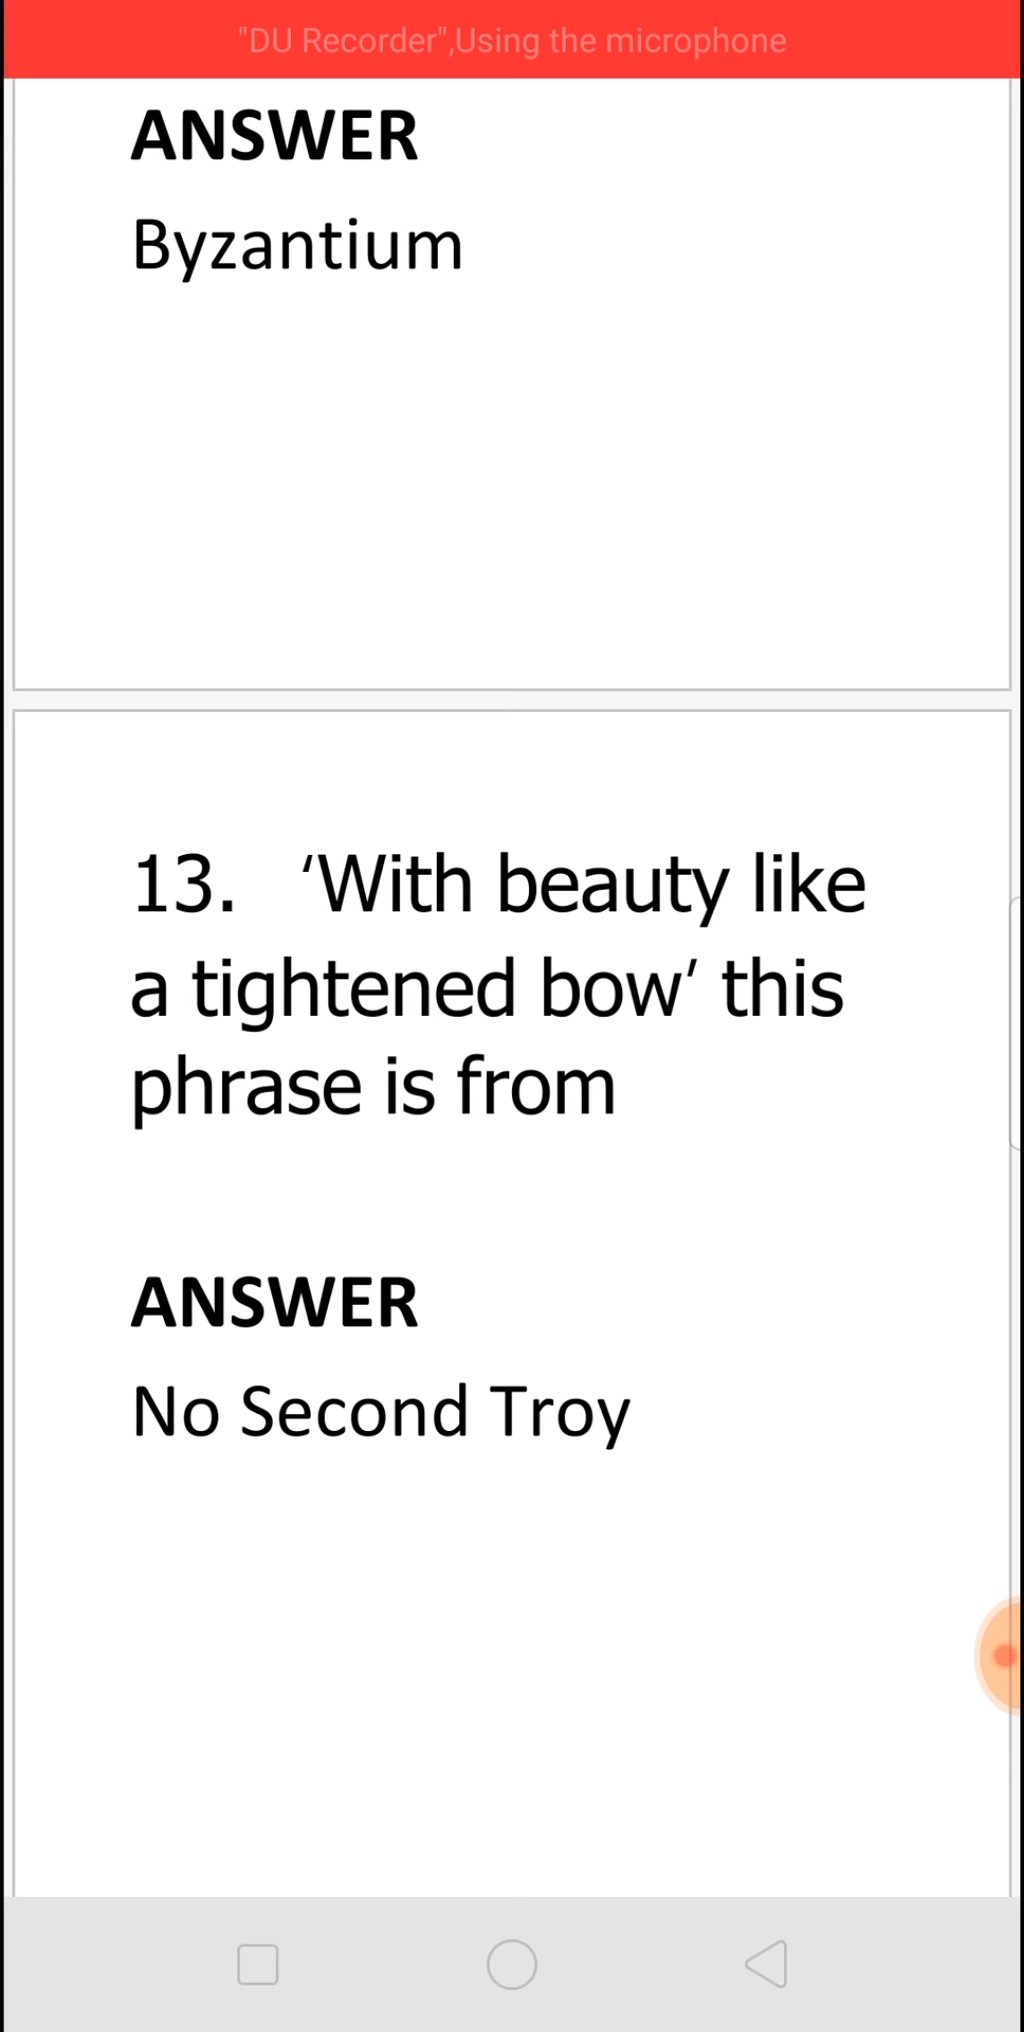 "DU Recorder",Using the microphone
ANSWER
Byzantium
13. ‘With beauty like
a tightened bow’ this
phrase is from
ANSWER
No Second Troy